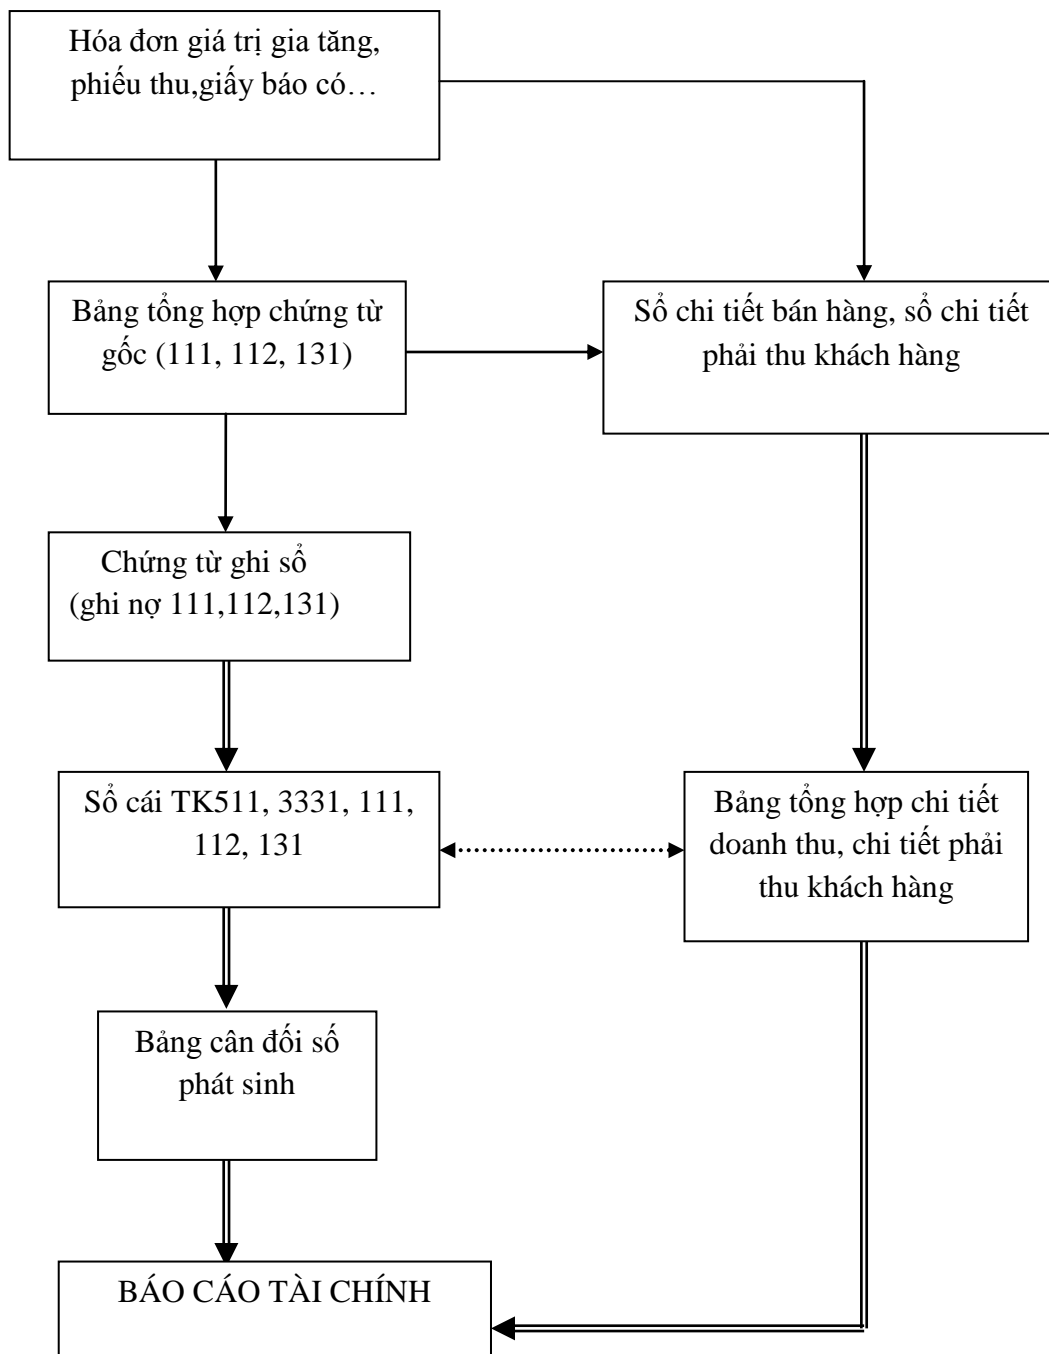 Hóa đơn giá trị gia tăng,
phiếu thu,giấy báo có…
Bảng tổng hợp chứng từ
gốc (111, 112, 131)
Sổ chi tiết bán hàng, sổ chi tiết
phải thu khách hàng
Chứng từ ghi sổ
(ghi nợ 111,112,131)
Sổ cái TK511, 3331, 111,
112, 131
Bảng tổng hợp chi tiết
doanh thu, chi tiết phải
thu khách hàng
Bảng cân đối số
phát sinh
BÁO CÁO TÀI CHÍNH